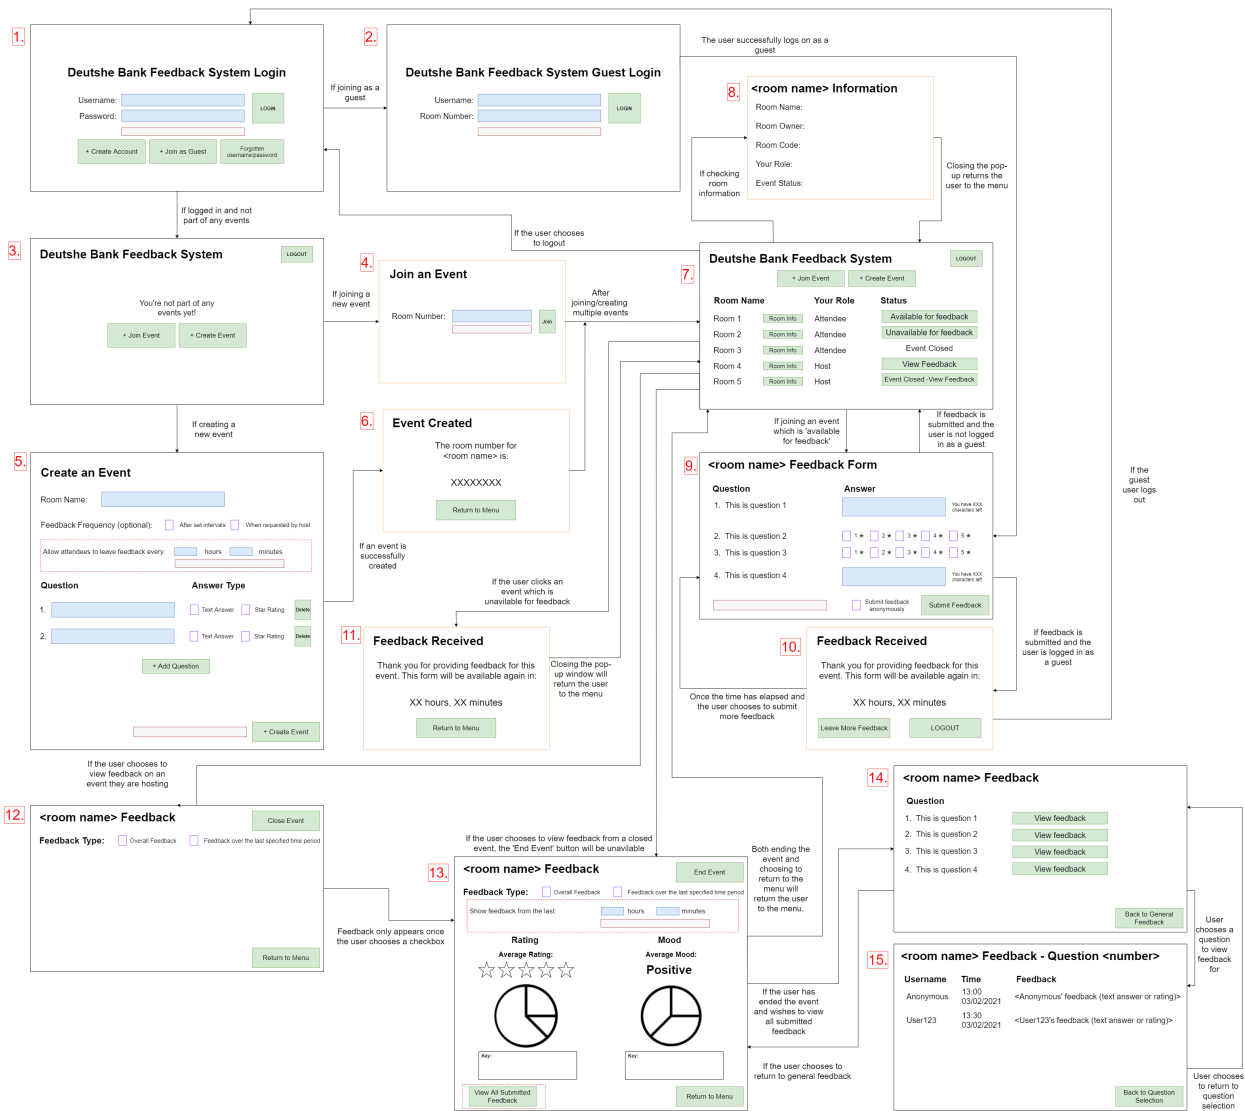 1.
Deutshe Bank Feedback System Login
Username:
Password:
LOGIN
+ Create Account
+ Join as Guest
Forgotten
username/password
If joining as a
guest
2.
Deutshe Bank Feedback System Guest Login
Username:
Room Number:
LOGIN
The user successfully logs on as a
guest
8.
<room name> Information
Room Name:
Room Owner:
Room Code:
Your Role:
Event Status:
If checking
room
information
Closing the pop-
up returns the
user to the menu
If logged in and not
part of any events
If the user chooses
to logout
3.
Deutshe Bank Feedback System
LOGOUT
You're not part of any
events yet!
+ Join Event
+ Create Event
If joining a
new event
4.
Join an Event
Room Number:
Join
After
joining/creating
multiple events
7.
Deutshe Bank Feedback System
LOGOUT
+ Join Event
+ Create Event
Room Name
Your Role
Status
Room 1
Room Info
Attendee
Available for feedback
Room 2
Room Info
Attendee
Unavailable for feedback
Room 3
Room Info
Attendee
Event Closed
Room 4
Room Info
Host
View Feedback
Room 5
Room Info
Host
Event Closed -View Feedback
If creating a
new event
6.
Event Created
The room number for
<room name> is:
XXXXXXXX
Return to Menu
If joining an event
which is 'available
for feedback'
If feedback is
submitted and the
user is not logged
in as a guest
5.
Create an Event
Room Name:
Feedback Frequency (optional):
After set intervals
When requested by host
Allow attendees to leave feedback every:
hours
minutes
Question
Answer Type
1.
Text Answer
Star Rating
Delete
2.
Text Answer
Star Rating
Delete
+ Add Question
+ Create Event
If an event is
successfully
created
9.
<room name> Feedback Form
Question
Answer
1. This is question 1
You have XXX
characters left
2. This is question 2
1 ★
2 ★
3 ★
4 ★
5 ★
3. This is question 3
1 ★
2 ★
3 ★
4 ★
5 ★
4. This is question 4
You have XXX
characters left
Submit feedback
anonymously
Submit Feedback
If the
guest
user logs
out
If the user clicks an
event which is
unavailable for feedback
11.
Feedback Received
Thank you for providing feedback for this
event. This form will be available again in:
XX hours, XX minutes
Return to Menu
Closing the pop-
up window will
return the user
to the menu
10.
Feedback Received
Thank you for providing feedback for this
event. This form will be available again in:
XX hours, XX minutes
Leave More Feedback
LOGOUT
If feedback is
submitted and the
user is logged in as
a guest
Once the time has elapsed and
the user chooses to submit
more feedback
If the user chooses to
view feedback on an
event they are hosting
12.
<room name> Feedback
Close Event
Feedback Type:
Overall Feedback
Feedback over the last specified time period
Return to Menu
Feedback only appears once
the user chooses a checkbox
If the user chooses to view feedback from a closed
event, the 'End Event' button will be unavilable
13.
<room name> Feedback
End Event
Feedback Type:
Overall Feedback
Feedback over the last specified time period
Show feedback from the last:
hours
minutes
Rating
Mood
Average Rating:
Average Mood:
Positive
Key:
Key:
View All Submitted
Feedback
Return to Menu
Both ending the
event and
choosing to
return to the
menu will
return the user
to the menu.
If the user has
ended the event
and wishes to view
all submitted
feedback
If the user chooses to
return to general feedback
14.
<room name> Feedback
Question
1. This is question 1
View feedback
2. This is question 2
View feedback
3. This is question 3
View feedback
4. This is question 4
View feedback
Back to General
Feedback
User
chooses a
question
to view
feedback
for
15.
<room name> Feedback - Question <number>
Username
Time
Feedback
Anonymous
13:00
03/02/2021
<Anonymous' feedback (text answer or rating)>
User123
13:30
03/02/2021
<User123's feedback (text answer or rating)>
Back to Question
Selection
User chooses
to return to
question
selection